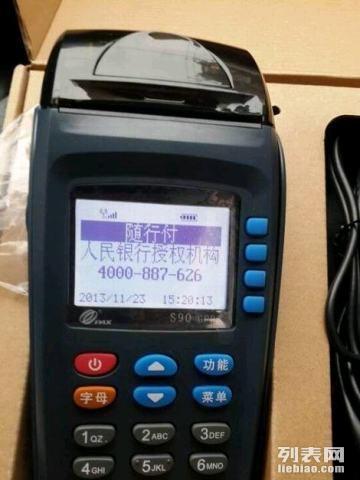 随行付
人民银行授权机构
4000-887-626
2013/11/23 15:20:13
PAX S90 GPRS
功能
字母 菜单
1QZ. 2ABC 3DEF
4GHI 5JKL 6MNO
列表网
liebiao.com